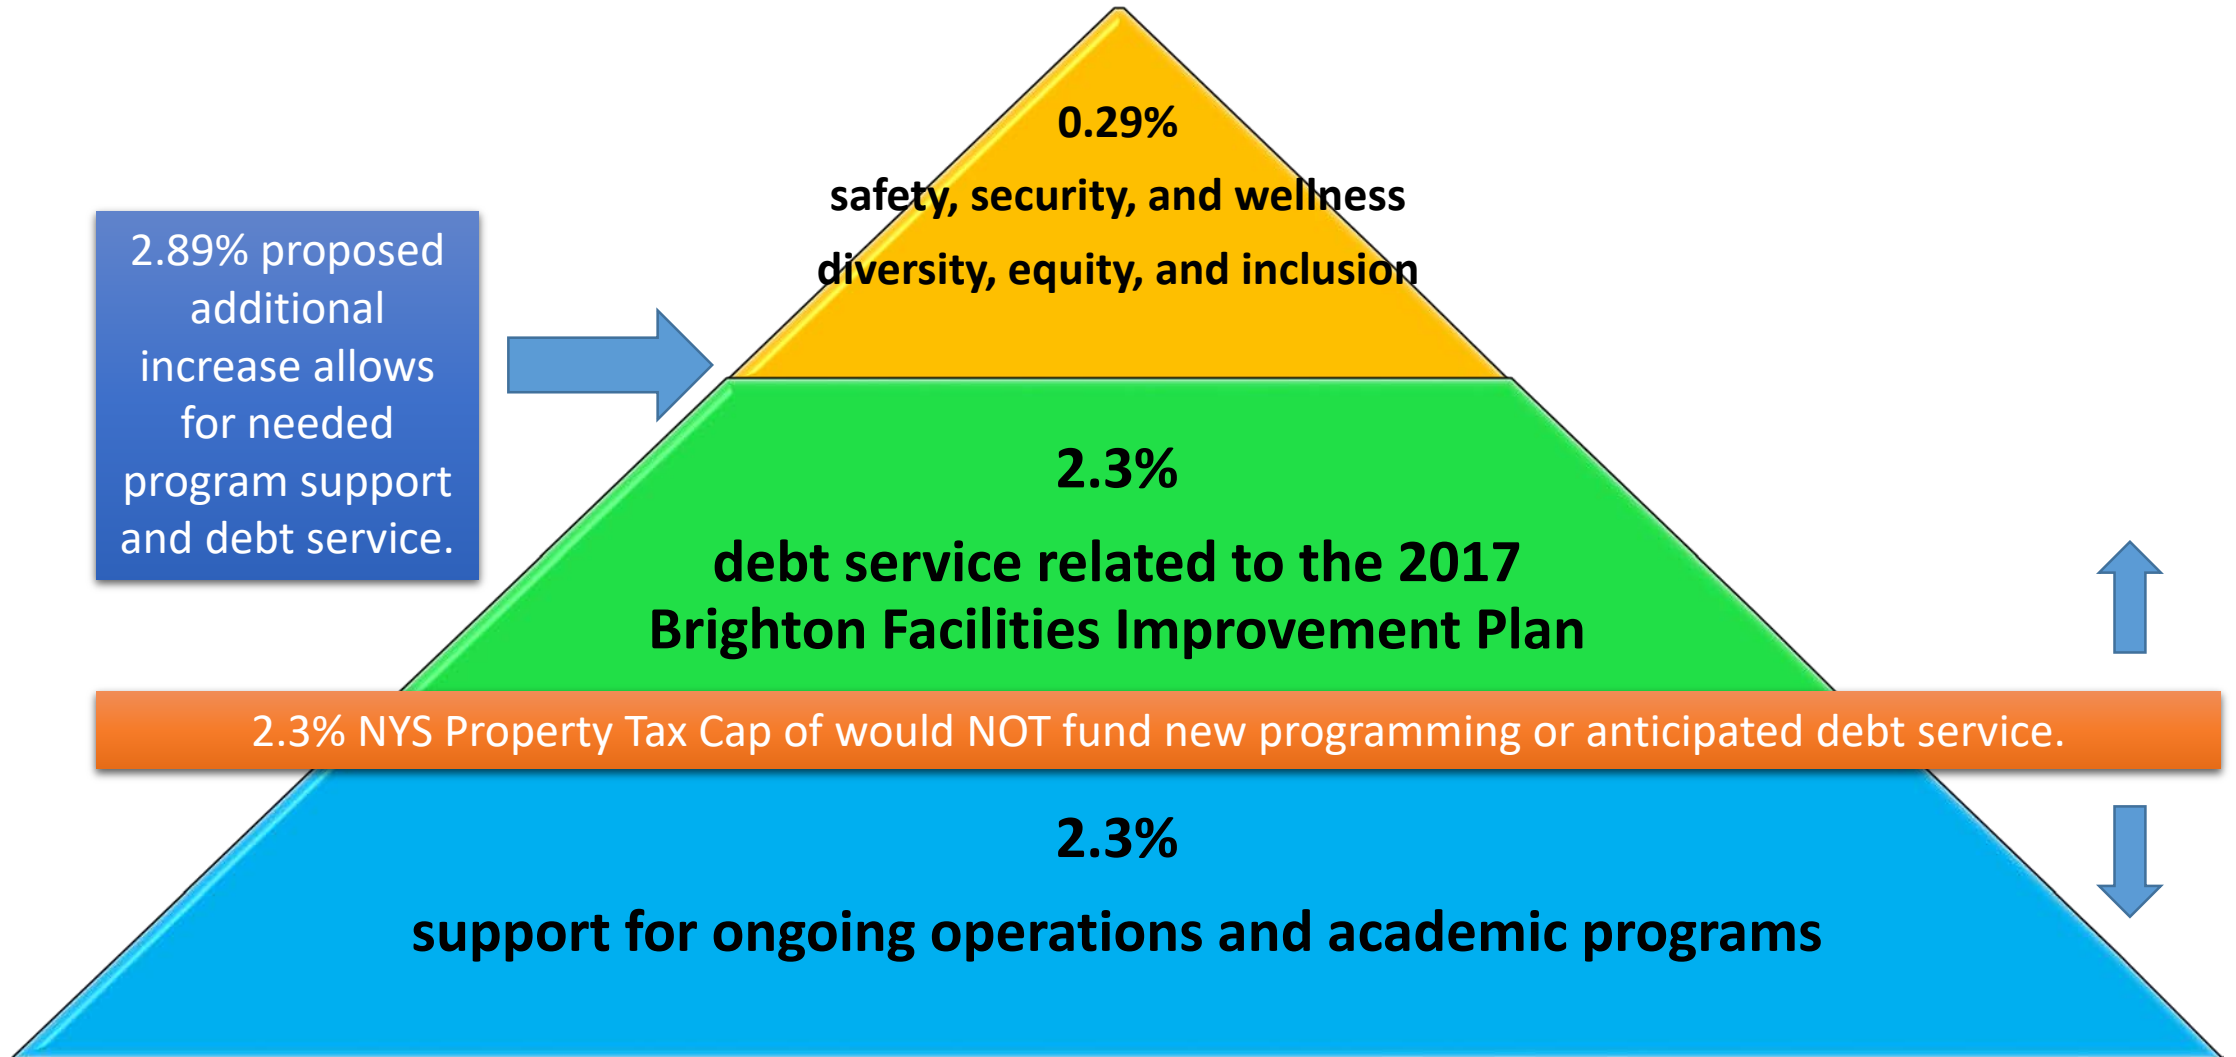 0.29%
safety, security, and wellness
diversity, equity, and inclusion
2.89% proposed
additional
increase allows
for needed
program support
and debt service.
2.3%
debt service related to the 2017
Brighton Facilities Improvement Plan
2.3% NYS Property Tax Cap of would NOT fund new programming or anticipated debt service.
2.3%
support for ongoing operations and academic programs